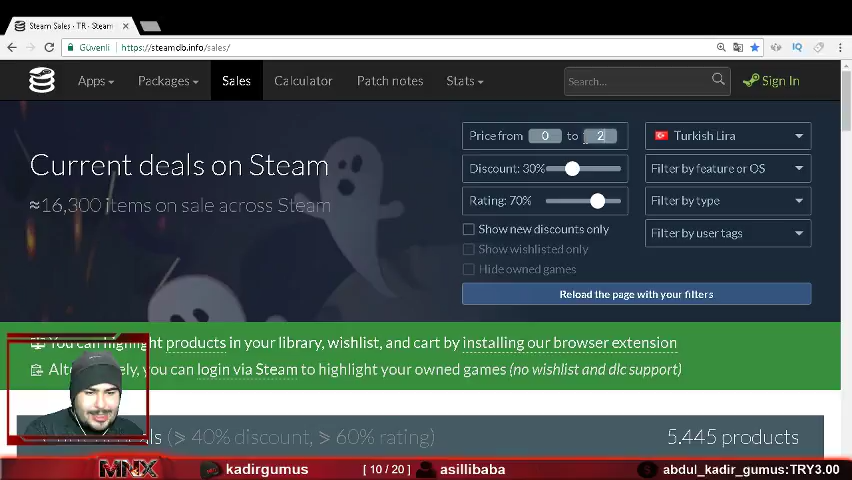 Steam Sales · TR · Steam
Güvenli https://steamdb.info/sales/
Apps Packages Sales Calculator Patch notes Stats Search... Sign In
Price from 0 to 2 Turkish Lira
Current deals on Steam
Discount: 30% Filter by feature or OS
≈16,300 items on sale across Steam
Rating: 70% Filter by type
Show new discounts only Filter by user tags
Show wishlisted only
Hide owned games
Reload the page with your filters
You can highlight products in your library, wishlist, and cart by installing our browser extension
you can login via Steam to highlight your owned games (no wishlist and dlc support)
(⩾ 40% discount, ⩾ 60% rating) 5.445 products
MNX kadirgumus [ 10 / 20 ] asillibaba abdul_kadir_gumus:TRY3.00